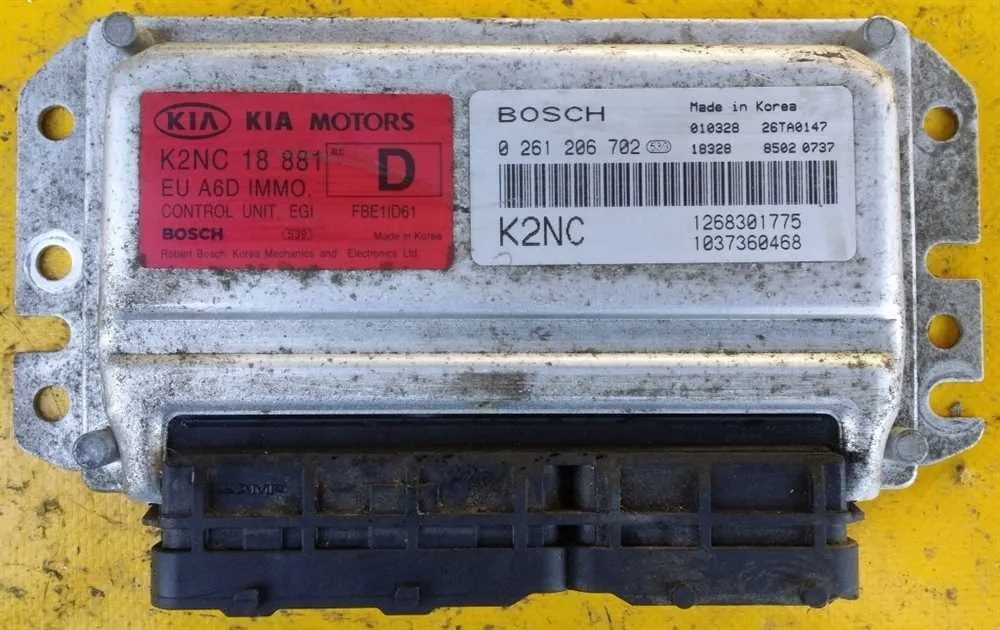 KIA KIA MOTORS
K2NC 18 881
D
EU A6D IMMO.
CONTROL UNIT, EGI FBE1ID61
BOSCH Made in Korea
Robert Bosch Korea Mechanics and Electronics Ltd.
BOSCH Made in Korea
010328 26TA0147
0 261 206 702 18328 8502 0737
K2NC 1268301775
1037360468
AMP